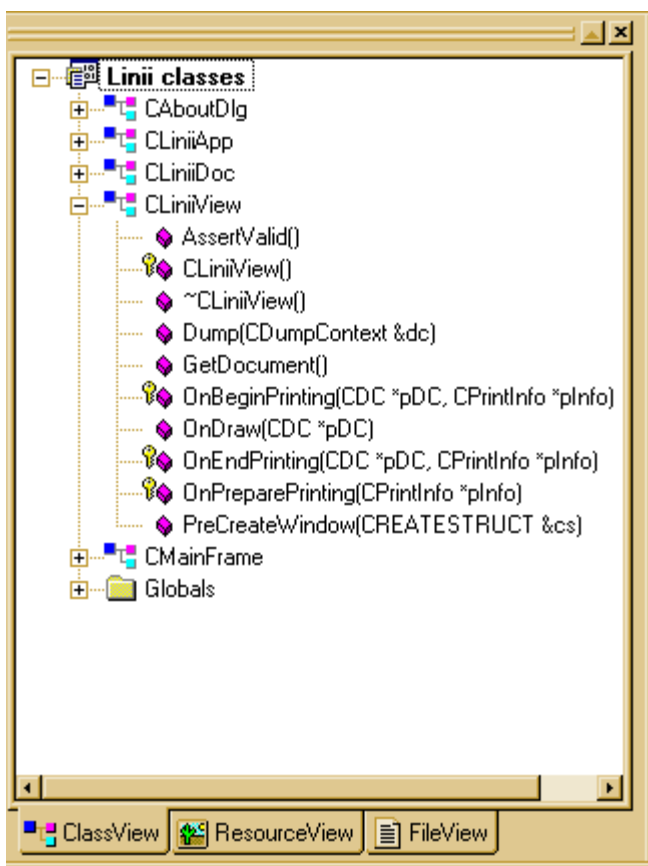 Linii classes
CAboutDlg
CLiniiApp
CLiniiDoc
CLiniiView
AssertValid()
CLiniiView()
~CLiniiView()
Dump(CDumpContext &dc)
GetDocument()
OnBeginPrinting(CDC *pDC, CPrintInfo *pInfo)
OnDraw(CDC *pDC)
OnEndPrinting(CDC *pDC, CPrintInfo *pInfo)
OnPreparePrinting(CPrintInfo *pInfo)
PreCreateWindow(CREATESTRUCT &cs)
CMainFrame
Globals
ClassView ResourceView FileView